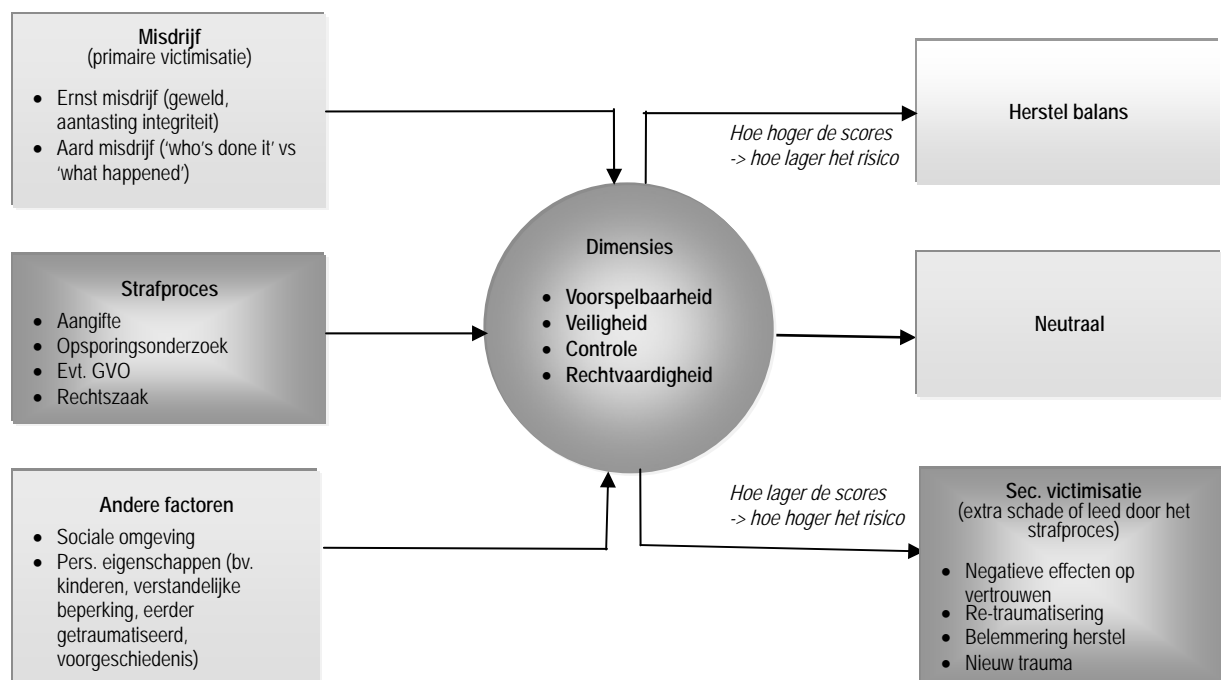 Misdrijf
(primaire victimisatie)
• Ernst misdrijf (geweld,
aantasting integriteit)
• Aard misdrijf (‘who’s done it’ vs
‘what happened’)
Strafproces
• Aangifte
• Opsporingsonderzoek
• Evt. GVO
• Rechtszaak
Andere factoren
• Sociale omgeving
• Pers. eigenschappen (bv.
kinderen, verstandelijke
beperking, eerder
getraumatiseerd,
voorgeschiedenis)
Dimensies
• Voorspelbaarheid
• Veiligheid
• Controle
• Rechtvaardigheid
Hoe hoger de scores
-> hoe lager het risico
Hoe lager de scores
-> hoe hoger het risico
Herstel balans
Neutraal
Sec. victimisatie
(extra schade of leed door het
strafproces)
• Negatieve effecten op
vertrouwen
• Re-traumatisering
• Belemmering herstel
• Nieuw trauma